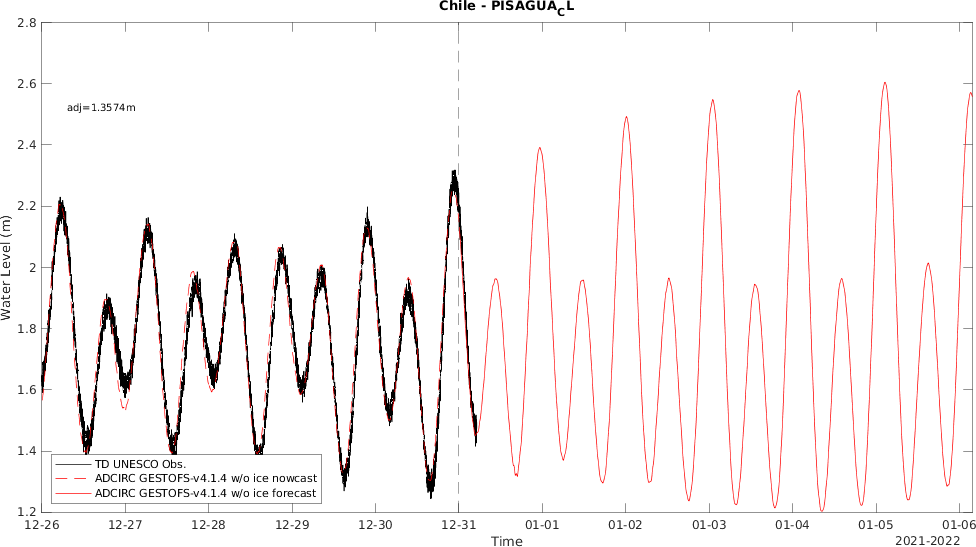 Chile - PISAGUA_CL
2.8
2.6
2.4
2.2
2
1.8
1.6
1.4
1.2
Water Level (m)
adj=1.3574m
TD UNESCO Obs.
ADCIRC GESTOFS-v4.1.4 w/o ice nowcast
ADCIRC GESTOFS-v4.1.4 w/o ice forecast
12-26 12-27 12-28 12-29 12-30 12-31 01-01 01-02 01-03 01-04 01-05 01-06
Time
2021-2022